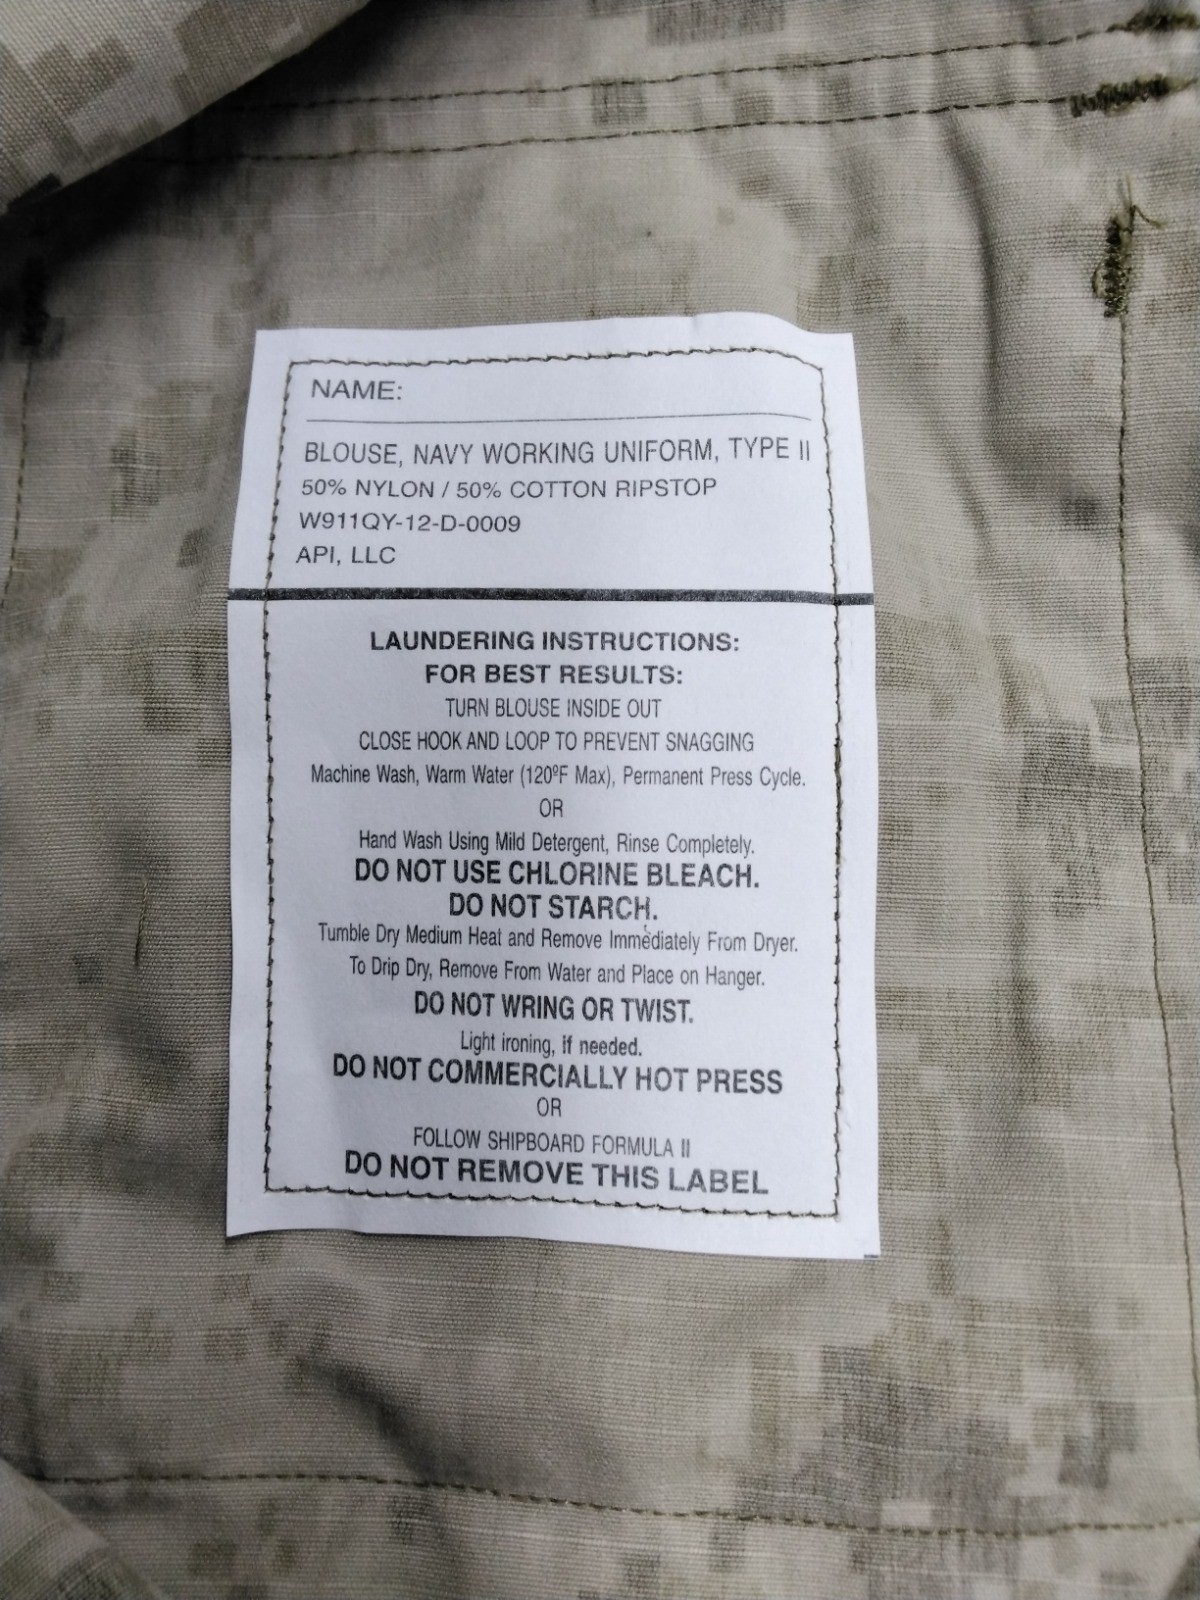 NAME:
BLOUSE, NAVY WORKING UNIFORM, TYPE II
50% NYLON / 50% COTTON RIPSTOP
W911QY-12-D-0009
API, LLC
LAUNDERING INSTRUCTIONS:
FOR BEST RESULTS:
TURN BLOUSE INSIDE OUT
CLOSE HOOK AND LOOP TO PREVENT SNAGGING
Machine Wash, Warm Water (120ºF Max), Permanent Press Cycle.
OR
Hand Wash Using Mild Detergent, Rinse Completely.
DO NOT USE CHLORINE BLEACH.
DO NOT STARCH.
Tumble Dry Medium Heat and Remove Immediately From Dryer.
To Drip Dry, Remove From Water and Place on Hanger.
DO NOT WRING OR TWIST.
Light ironing, if needed.
DO NOT COMMERCIALLY HOT PRESS
OR
FOLLOW SHIPBOARD FORMULA II
DO NOT REMOVE THIS LABEL